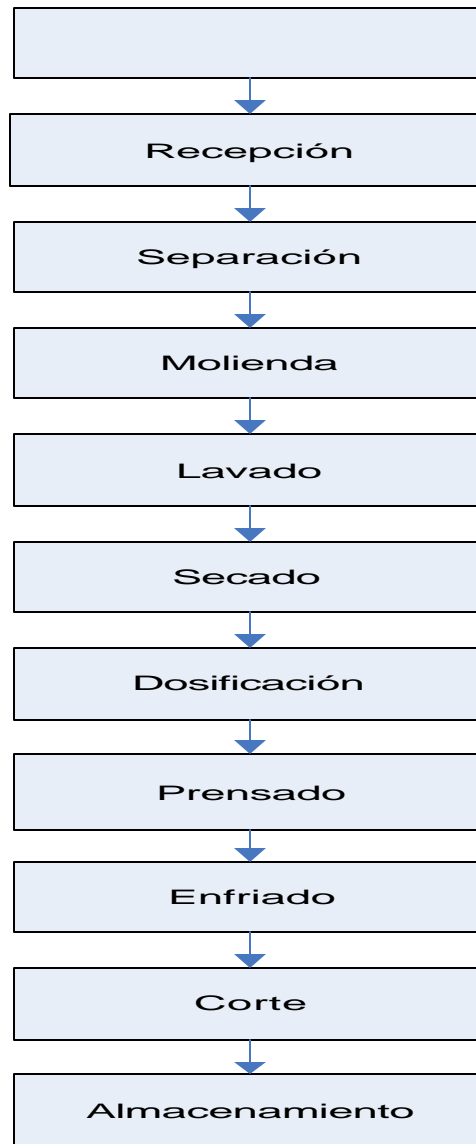 Recepción
Separación
Molienda
Lavado
Secado
Dosificación
Prensado
Enfriado
Corte
Almacenamiento